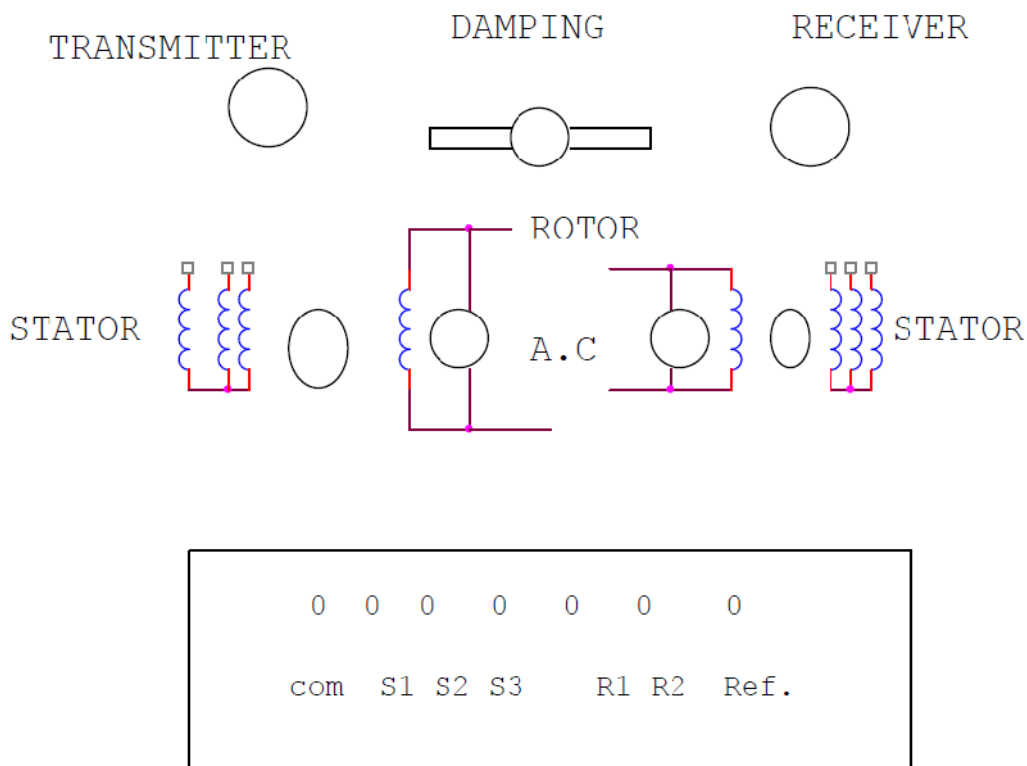 TRANSMITTER
DAMPING
RECEIVER
ROTOR
STATOR
A.C
STATOR
0 0 0 0 0 0 0
com S1 S2 S3 R1 R2 Ref.